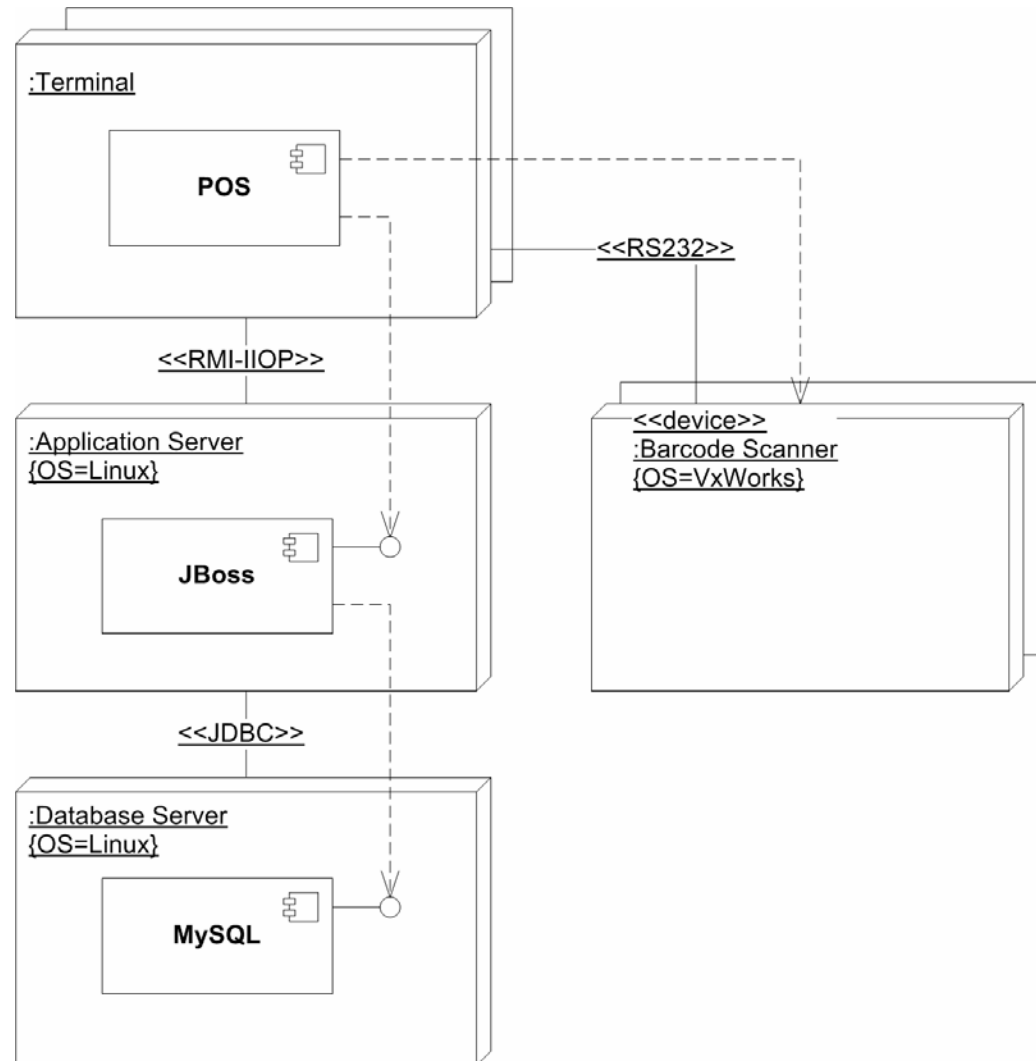 :Terminal
POS
<<RS232>>
<<RMI-IIOP>>
:Application Server
{OS=Linux}
JBoss
<<device>>
:Barcode Scanner
{OS=VxWorks}
<<JDBC>>
:Database Server
{OS=Linux}
MySQL